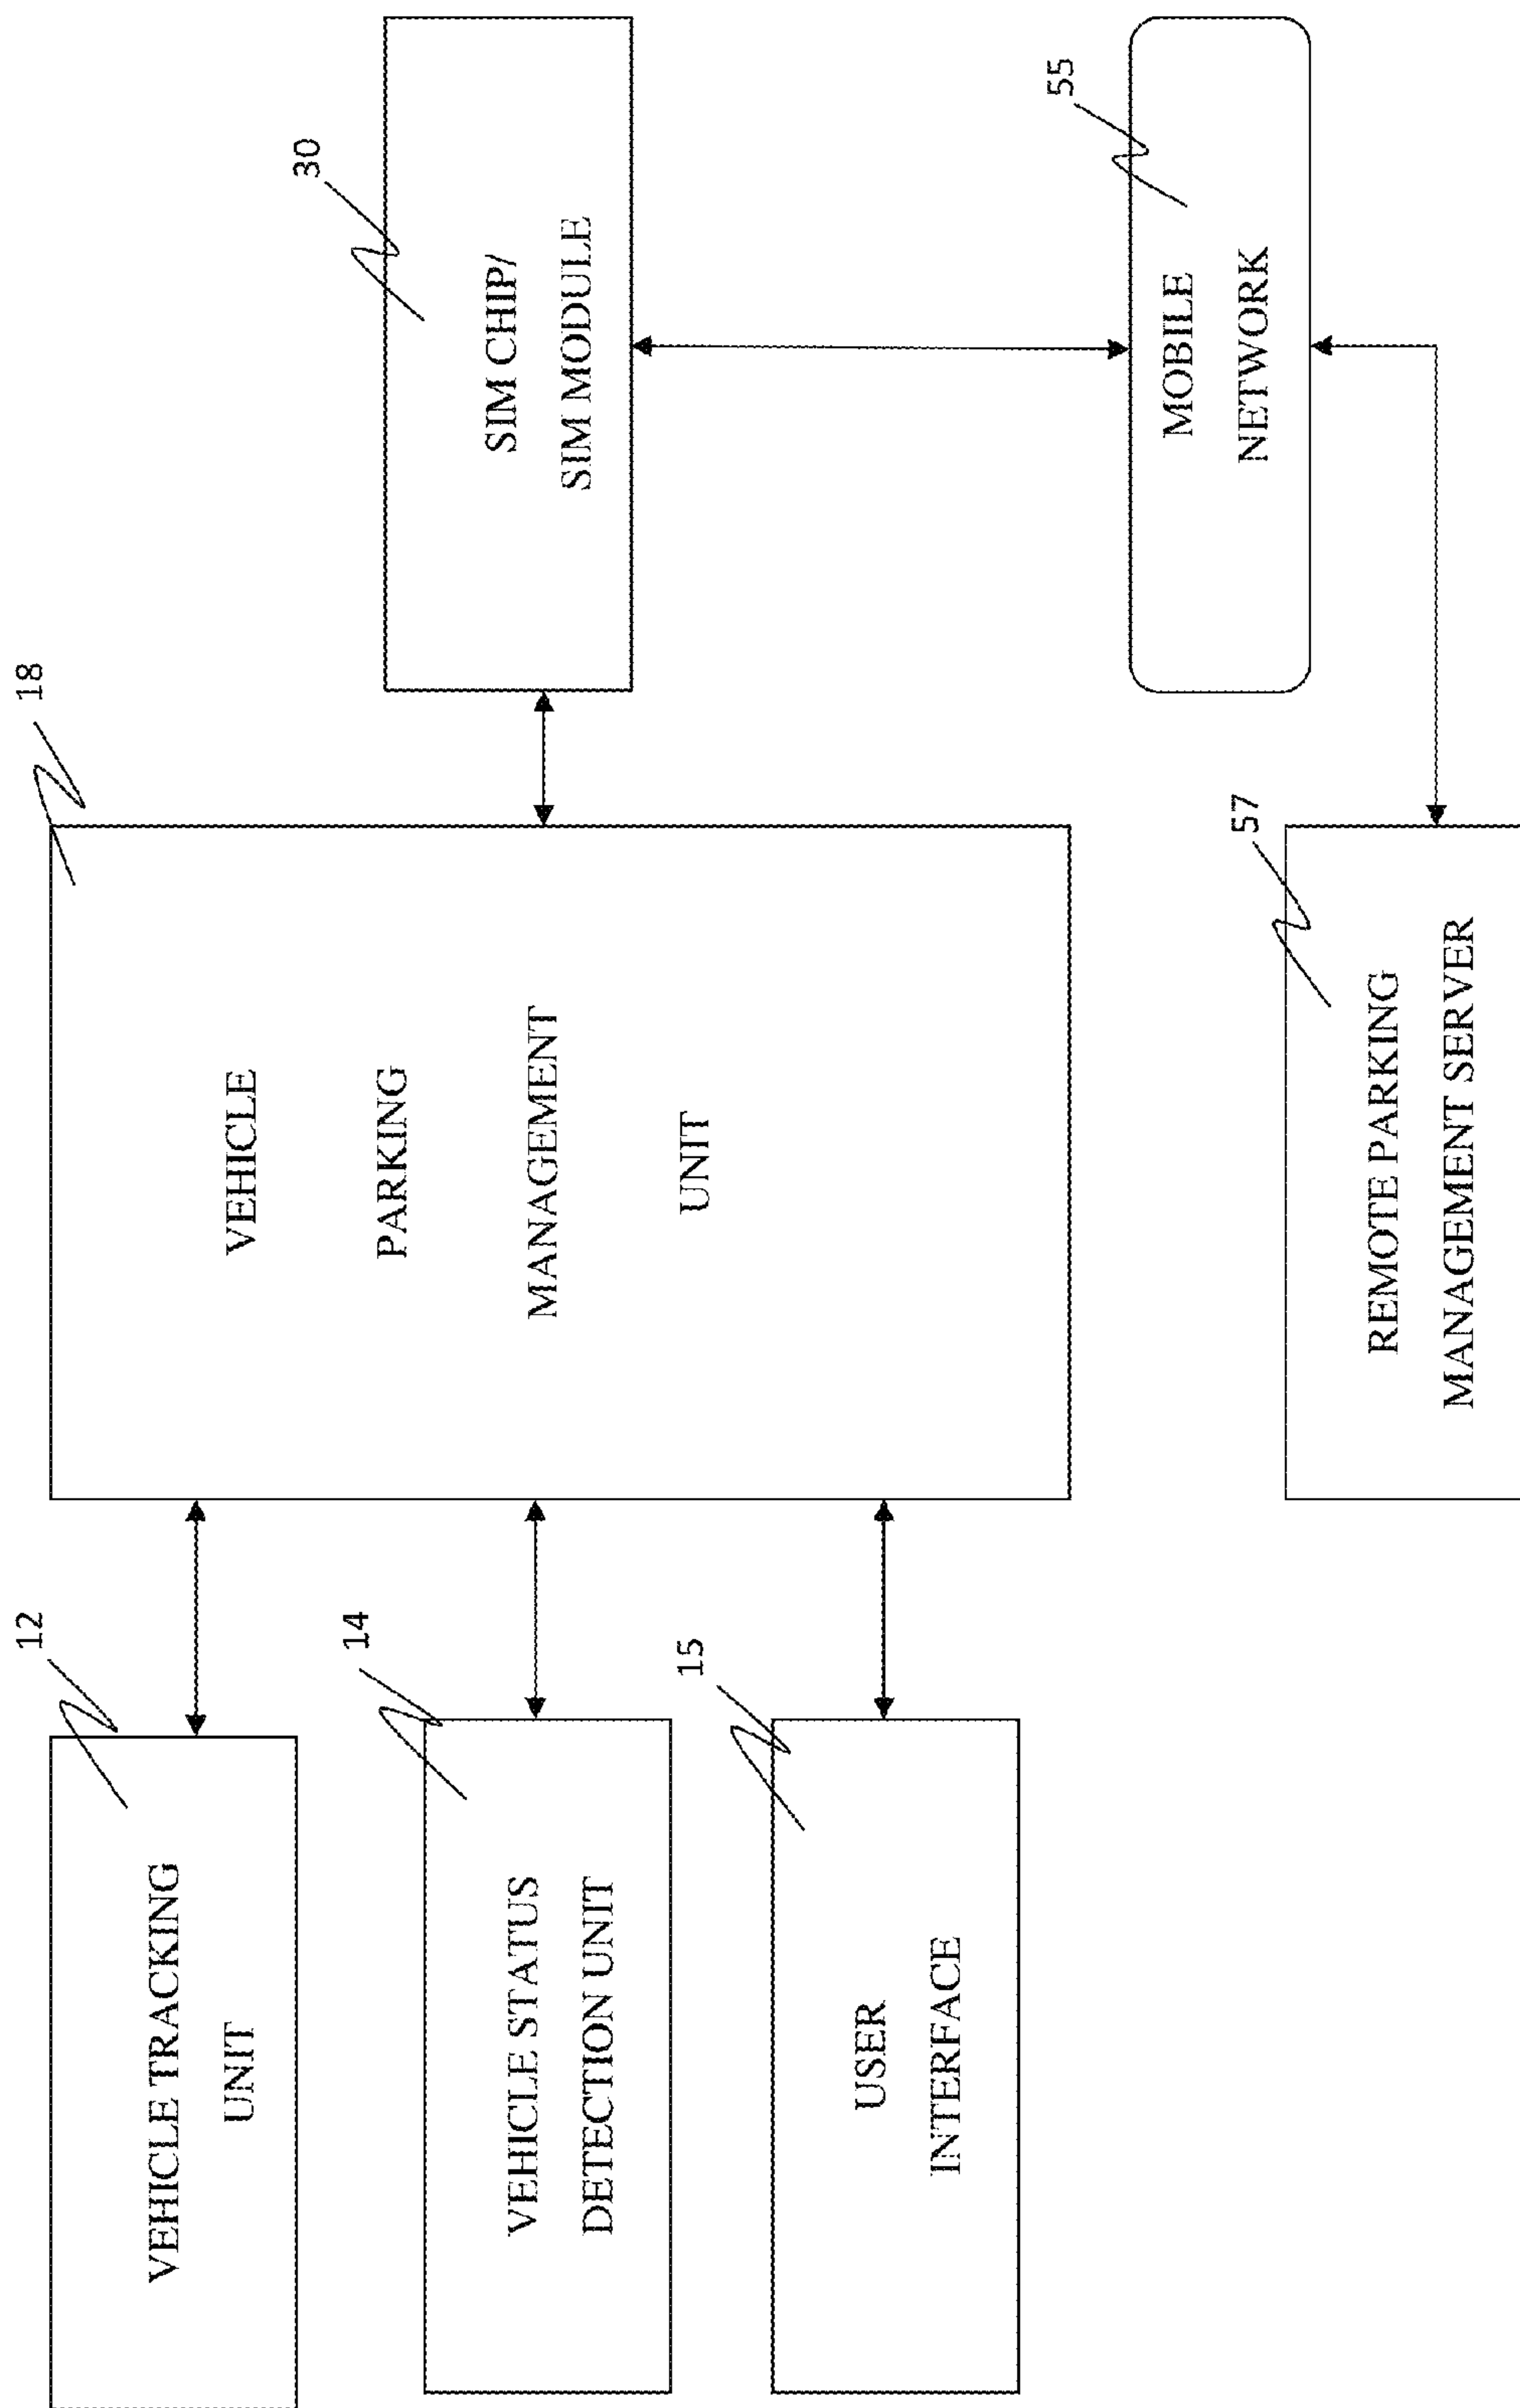 12
VEHICLE TRACKING
UNIT
14
VEHICLE STATUS
DETECTION UNIT
15
USER
INTERFACE
18
VEHICLE
PARKING
MANAGEMENT
UNIT
57
REMOTE PARKING
MANAGEMENT SERVER
30
SIM CHIP/
SIM MODULE
55
MOBILE
NETWORK